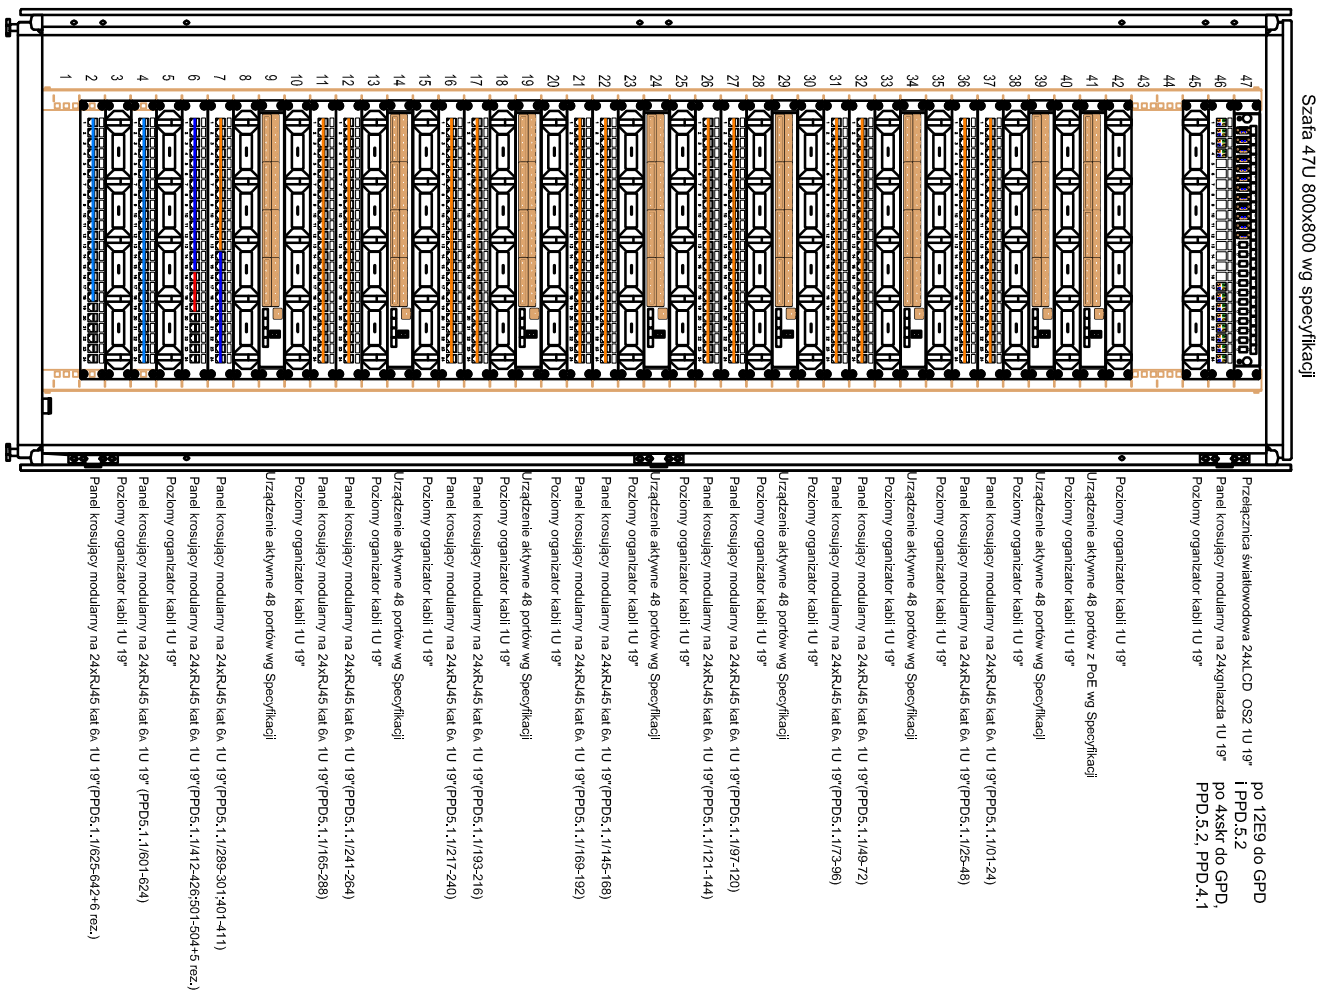 Szafa 47U 800x800 wg specyfikacji
47
46
45
44
43
42
41
40
39
38
37
36
35
34
33
32
31
30
29
28
27
26
25
24
23
22
21
20
19
18
17
16
15
14
13
12
11
10
9
8
7
6
5
4
3
2
1
Przełącznica światłowodowa 24xLCD OS2 1U 19"
po 12E9 do GPD
i PPD.5.2
Panel krosujący modularny na 24xgniazda 1U 19"
po 4xskr do GPD,
PPD.5.2, PPD.4.1
Poziomy organizator kabli 1U 19"
Poziomy organizator kabli 1U 19"
Urządzenie aktywne 48 portów z PoE wg Specyfikacji
Poziomy organizator kabli 1U 19"
Urządzenie aktywne 48 portów wg Specyfikacji
Poziomy organizator kabli 1U 19"
Panel krosujący modularny na 24xRJ45 kat 6A 1U 19"(PPD5.1.1/01-24)
Panel krosujący modularny na 24xRJ45 kat 6A 1U 19"(PPD5.1.1/25-48)
Poziomy organizator kabli 1U 19"
Urządzenie aktywne 48 portów wg Specyfikacji
Poziomy organizator kabli 1U 19"
Panel krosujący modularny na 24xRJ45 kat 6A 1U 19"(PPD5.1.1/49-72)
Panel krosujący modularny na 24xRJ45 kat 6A 1U 19"(PPD5.1.1/73-96)
Poziomy organizator kabli 1U 19"
Urządzenie aktywne 48 portów wg Specyfikacji
Poziomy organizator kabli 1U 19"
Panel krosujący modularny na 24xRJ45 kat 6A 1U 19"(PPD5.1.1/97-120)
Panel krosujący modularny na 24xRJ45 kat 6A 1U 19"(PPD5.1.1/121-144)
Poziomy organizator kabli 1U 19"
Urządzenie aktywne 48 portów wg Specyfikacji
Poziomy organizator kabli 1U 19"
Panel krosujący modularny na 24xRJ45 kat 6A 1U 19"(PPD5.1.1/145-168)
Panel krosujący modularny na 24xRJ45 kat 6A 1U 19"(PPD5.1.1/169-192)
Poziomy organizator kabli 1U 19"
Urządzenie aktywne 48 portów wg Specyfikacji
Poziomy organizator kabli 1U 19"
Panel krosujący modularny na 24xRJ45 kat 6A 1U 19"(PPD5.1.1/193-216)
Panel krosujący modularny na 24xRJ45 kat 6A 1U 19"(PPD5.1.1/217-240)
Poziomy organizator kabli 1U 19"
Urządzenie aktywne 48 portów wg Specyfikacji
Poziomy organizator kabli 1U 19"
Panel krosujący modularny na 24xRJ45 kat 6A 1U 19"(PPD5.1.1/241-264)
Panel krosujący modularny na 24xRJ45 kat 6A 1U 19"(PPD5.1.1/165-288)
Poziomy organizator kabli 1U 19"
Urządzenie aktywne 48 portów wg Specyfikacji
Panel krosujący modularny na 24xRJ45 kat 6A 1U 19"(PPD5.1.1/289-301;401-411)
Panel krosujący modularny na 24xRJ45 kat 6A 1U 19"(PPD5.1.1/412-426;501-504+5 rez.)
Poziomy organizator kabli 1U 19"
Panel krosujący modularny na 24xRJ45 kat 6A 1U 19" (PPD5.1.1/601-624)
Poziomy organizator kabli 1U 19"
Panel krosujący modularny na 24xRJ45 kat 6A 1U 19"(PPD5.1.1/625-642+6 rez.)